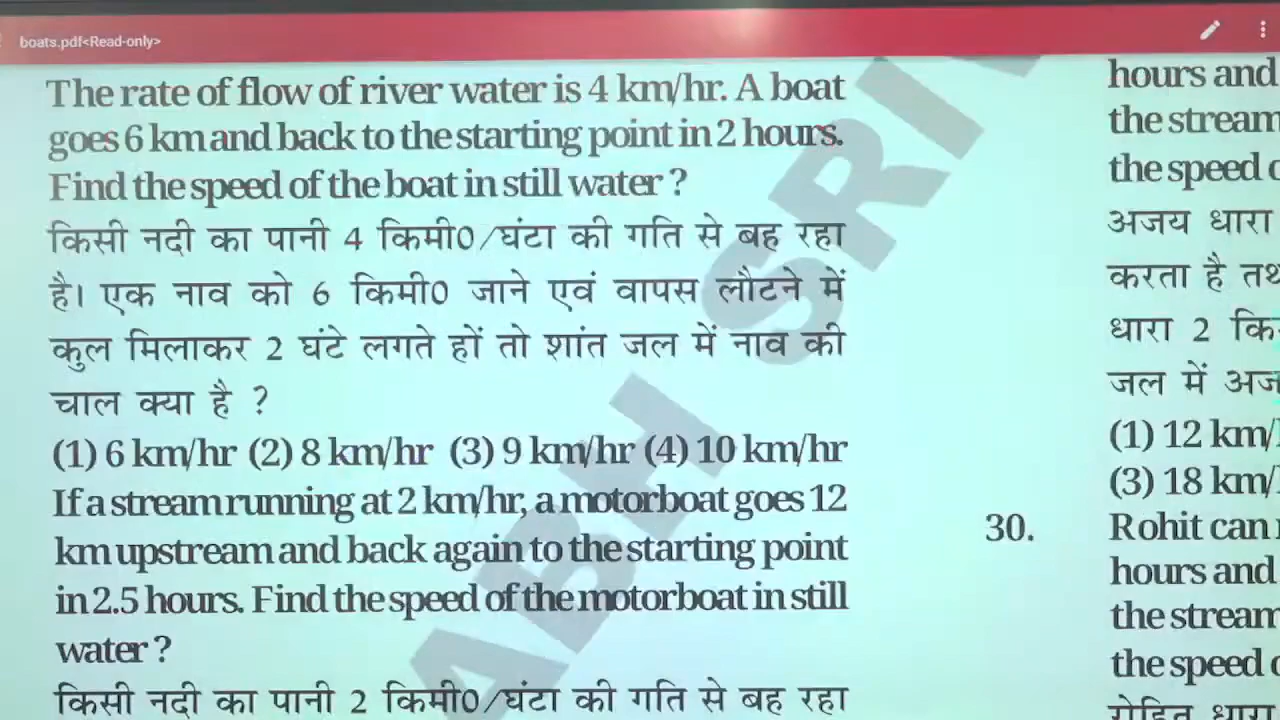 boats.pdf<Read-only>
The rate of flow of river water is 4 km/hr. A boat
goes 6 km and back to the starting point in 2 hours.
Find the speed of the boat in still water ?
किसी नदी का पानी 4 किमी0/घंटा की गति से बह रहा
है। एक नाव को 6 किमी0 जाने एवं वापस लौटने में
कुल मिलाकर 2 घंटे लगते हों तो शांत जल में नाव की
चाल क्या है ?
(1) 6 km/hr (2) 8 km/hr (3) 9 km/hr (4) 10 km/hr
If a stream running at 2 km/hr, a motorboat goes 12
km upstream and back again to the starting point
in 2.5 hours. Find the speed of the motorboat in still
water ?
किसी नदी का पानी 2 किमी0/घंटा की गति से बह रहा
hours and
the stream
the speed
अजय धारा
करता है
धारा 2
जल में
(1) 12 km/
(3) 18 km/
30. Rohit can
hours and
the stream
the speed
रोहित धारा
ABH SRI